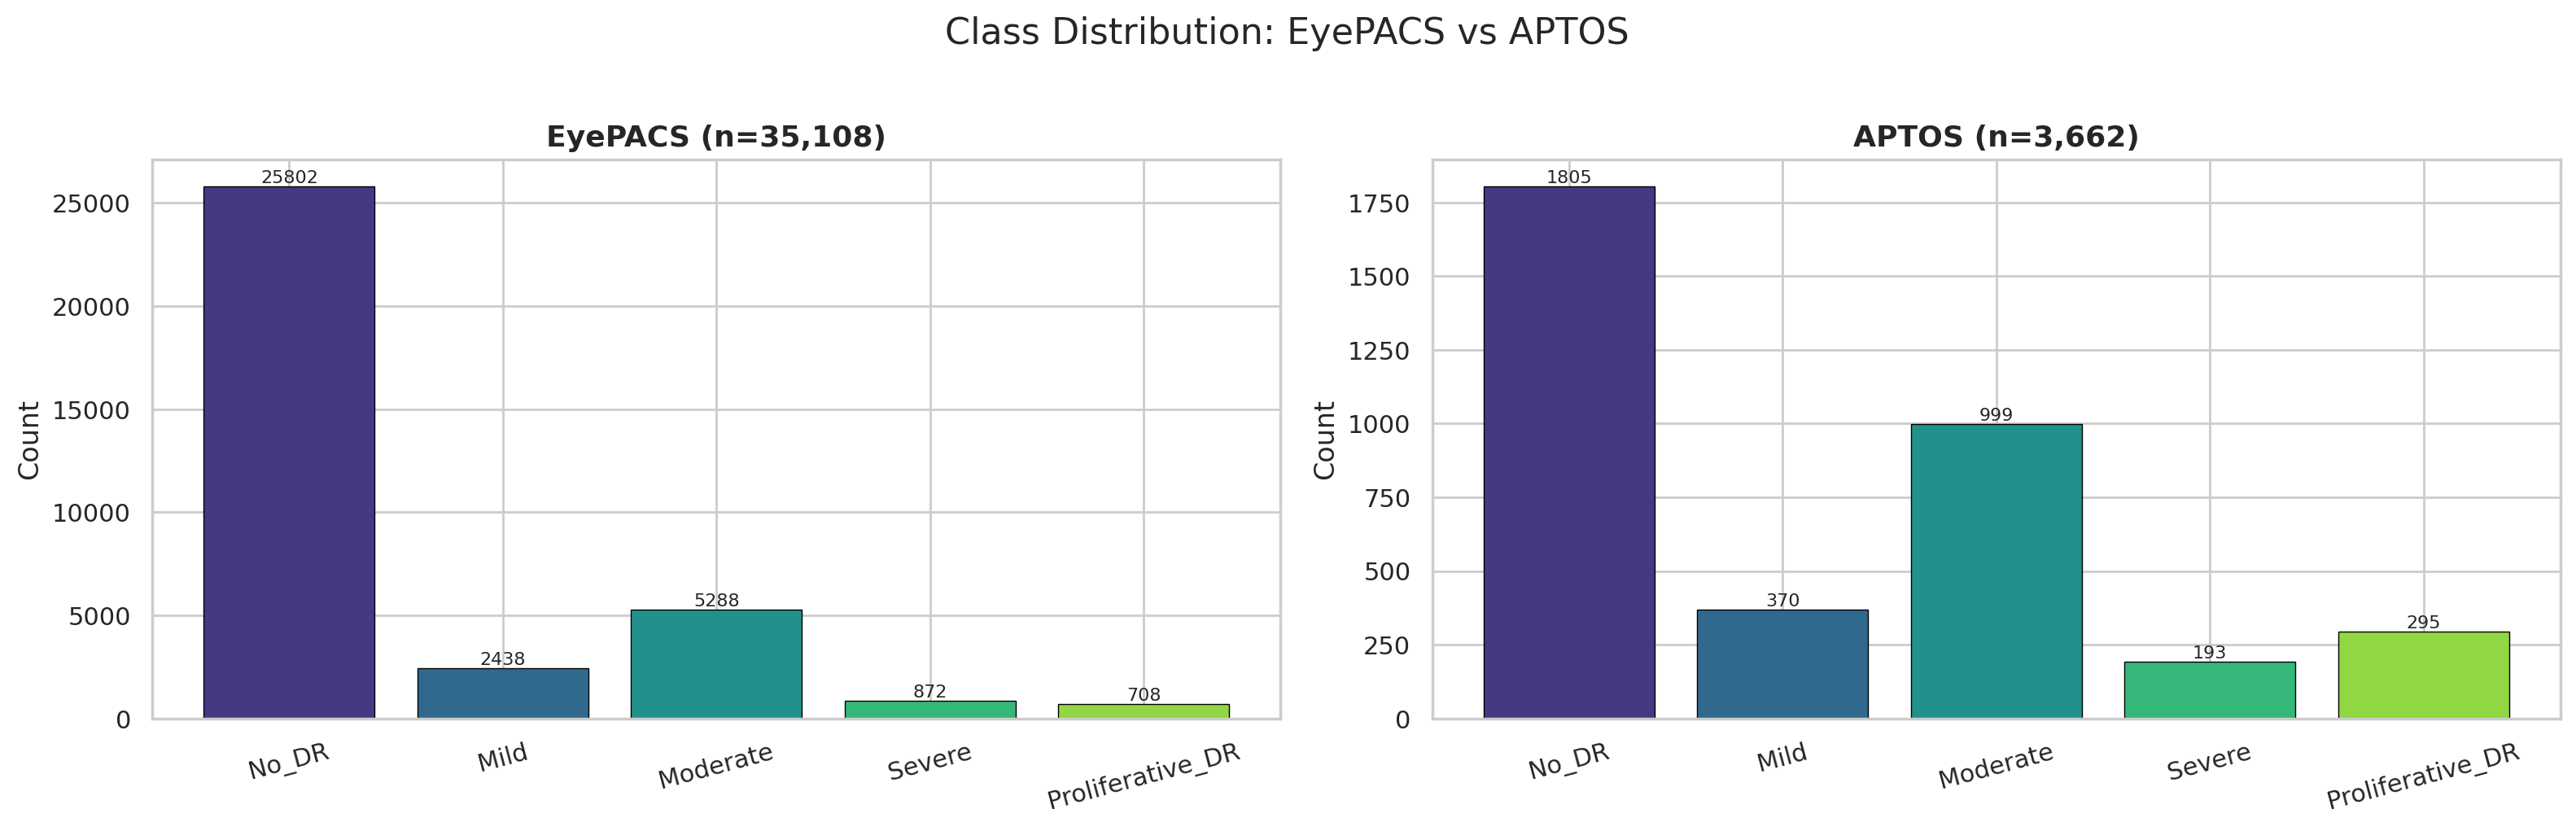 Class Distribution: EyePACS vs APTOS
EyePACS (n=35,108)
Count
25000
20000
15000
10000
5000
0
25802
2438
5288
872
708
No_DR
Mild
Moderate
Severe
Proliferative_DR
APTOS (n=3,662)
Count
1750
1500
1250
1000
750
500
250
0
1805
370
999
193
295
No_DR
Mild
Moderate
Severe
Proliferative_DR